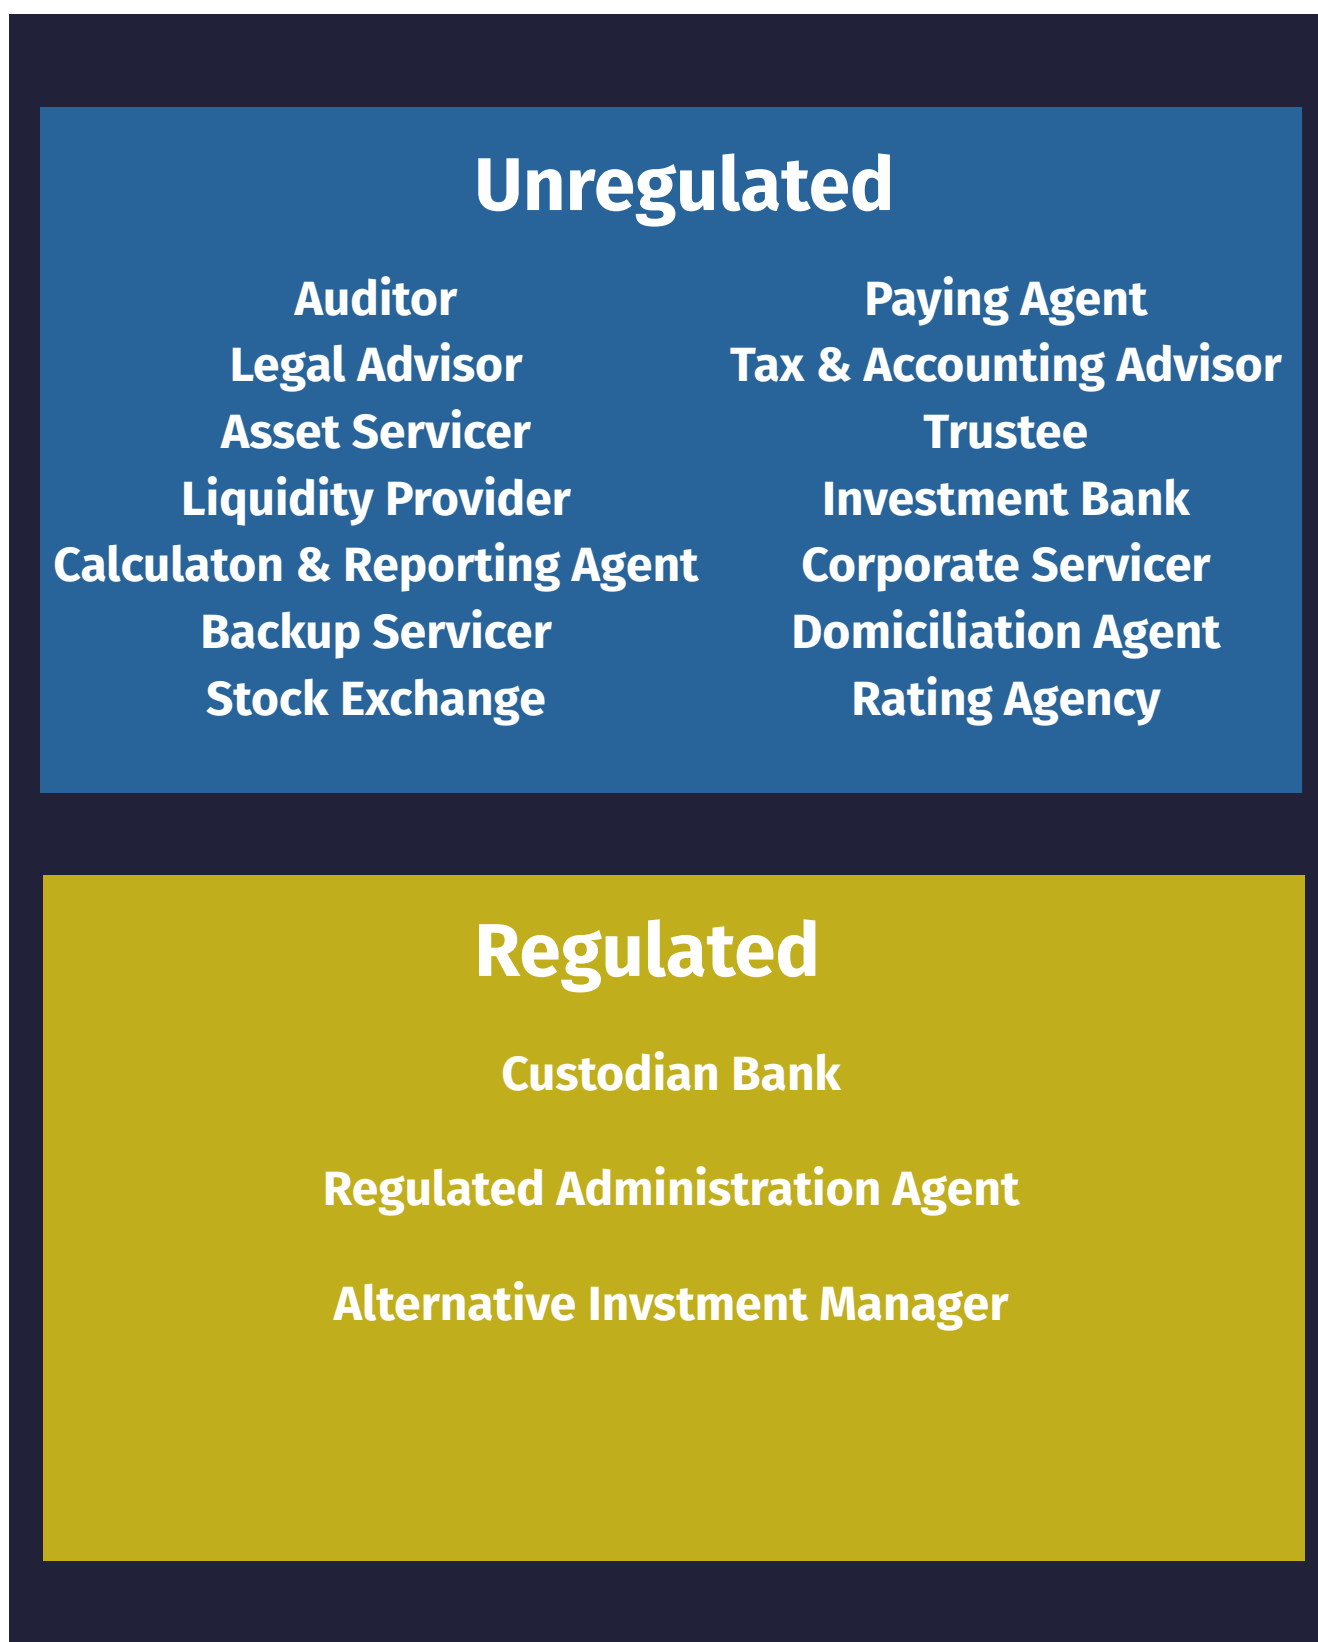 Unregulated
Auditor
Legal Advisor
Asset Servicer
Liquidity Provider
Calculaton & Reporting Agent
Backup Servicer
Stock Exchange
Paying Agent
Tax & Accounting Advisor
Trustee
Investment Bank
Corporate Servicer
Domiciliation Agent
Rating Agency
Regulated
Custodian Bank
Regulated Administration Agent
Alternative Invstment Manager